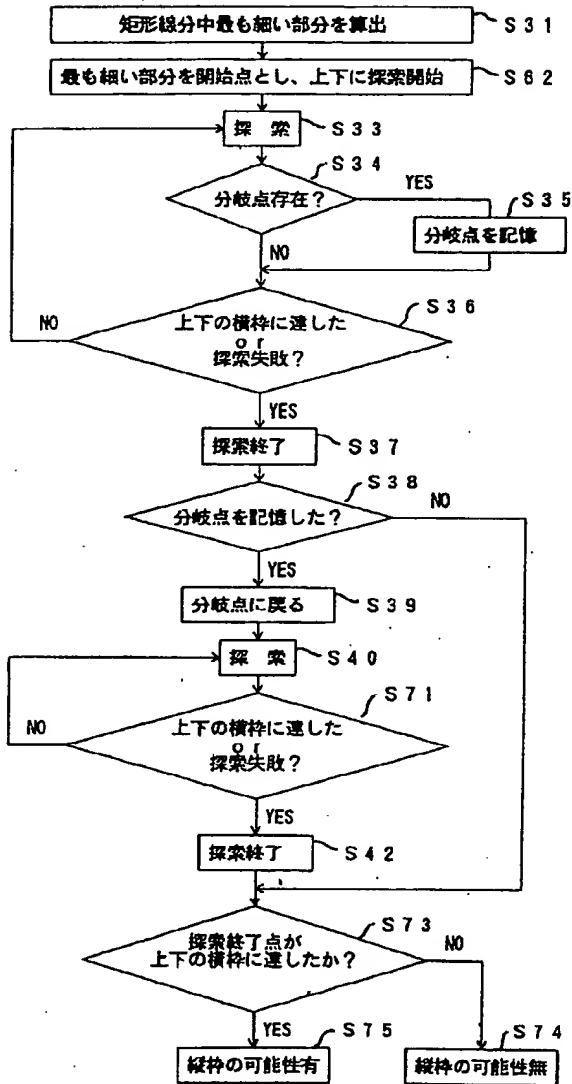 矩形線分中最も細い部分を算出 S31
最も細い部分を開始点とし、上下に探索開始 S62
探 索 S33
S34
分岐点存在？
YES
S35
分岐点を記憶
NO
S36
上下の横枠に達した
or
探索失敗？
NO
YES
探索終了 S37
S38
分岐点を記憶した？
NO
YES
分岐点に戻る S39
探 索 S40
S71
上下の横枠に達した
or
探索失敗？
NO
YES
探索終了 S42
S73
探索終了点が
上下の横枠に達したか？
NO
YES
S75
縦枠の可能性有
S74
縦枠の可能性無